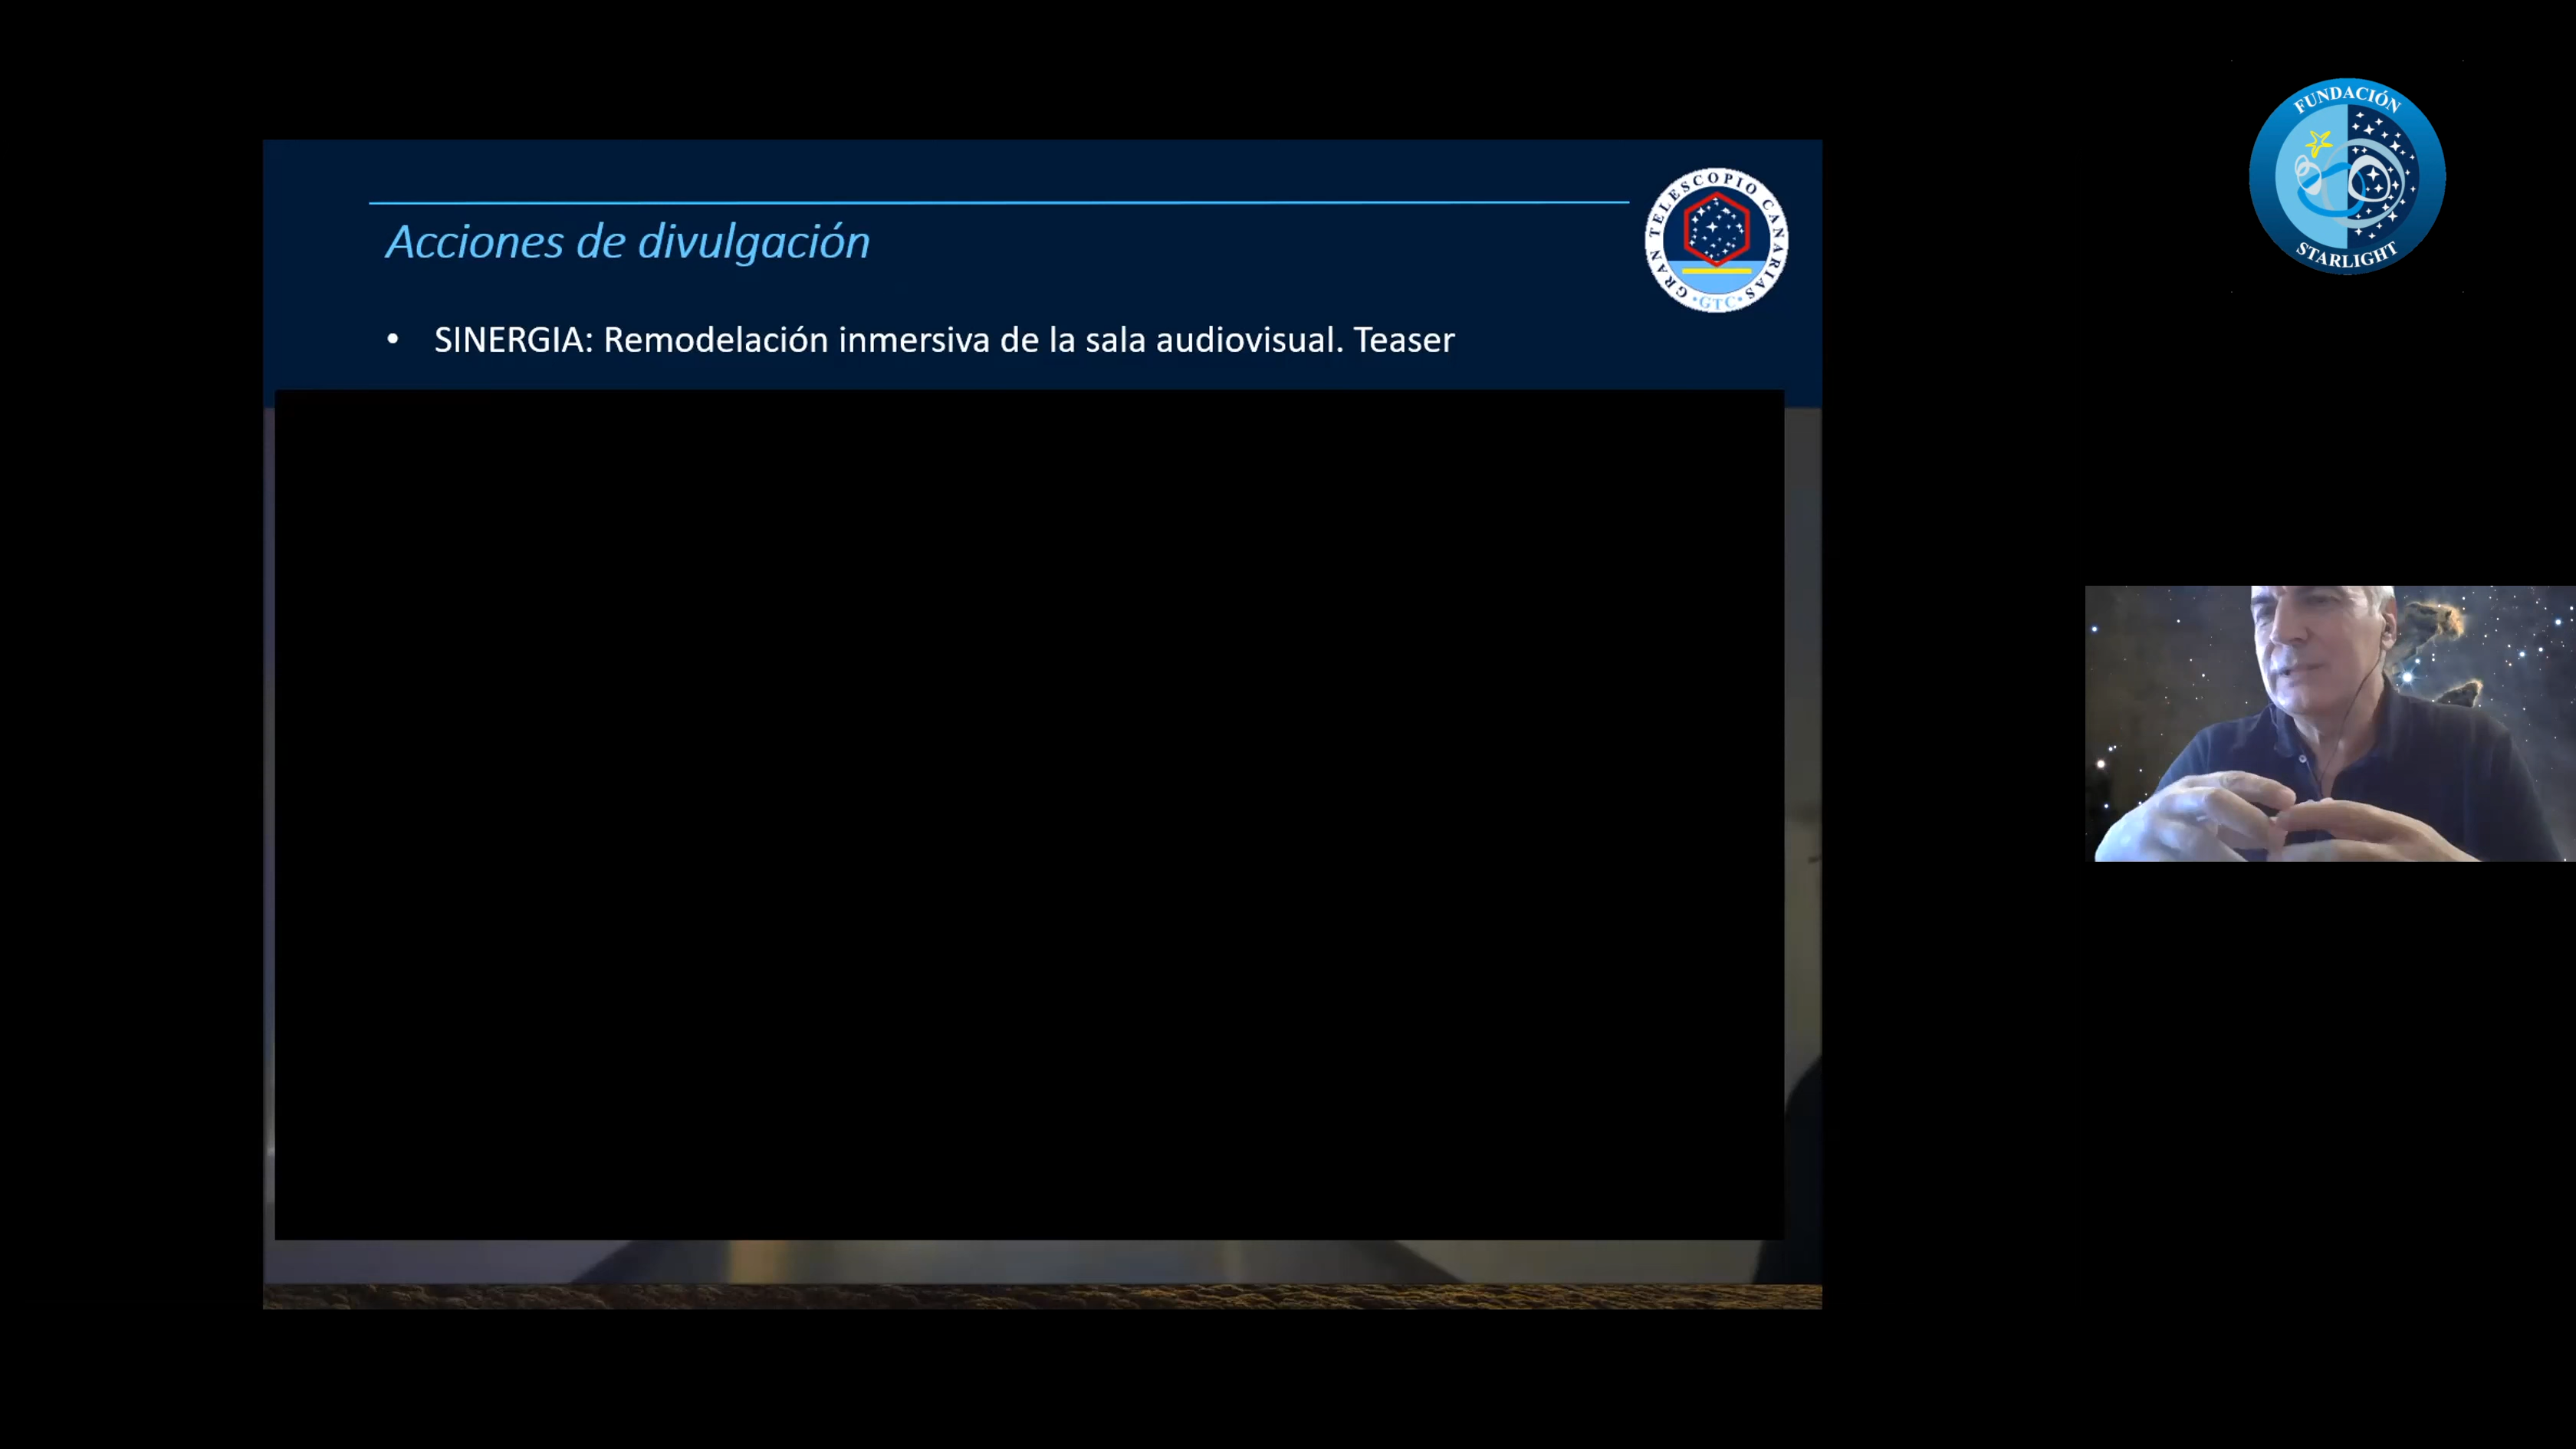 Acciones de divulgación
GRAN TELESCOPIO CANARIAS
•GTC•
• SINERGIA: Remodelación inmersiva de la sala audiovisual. Teaser
FUNDACIÓN
STARLIGHT